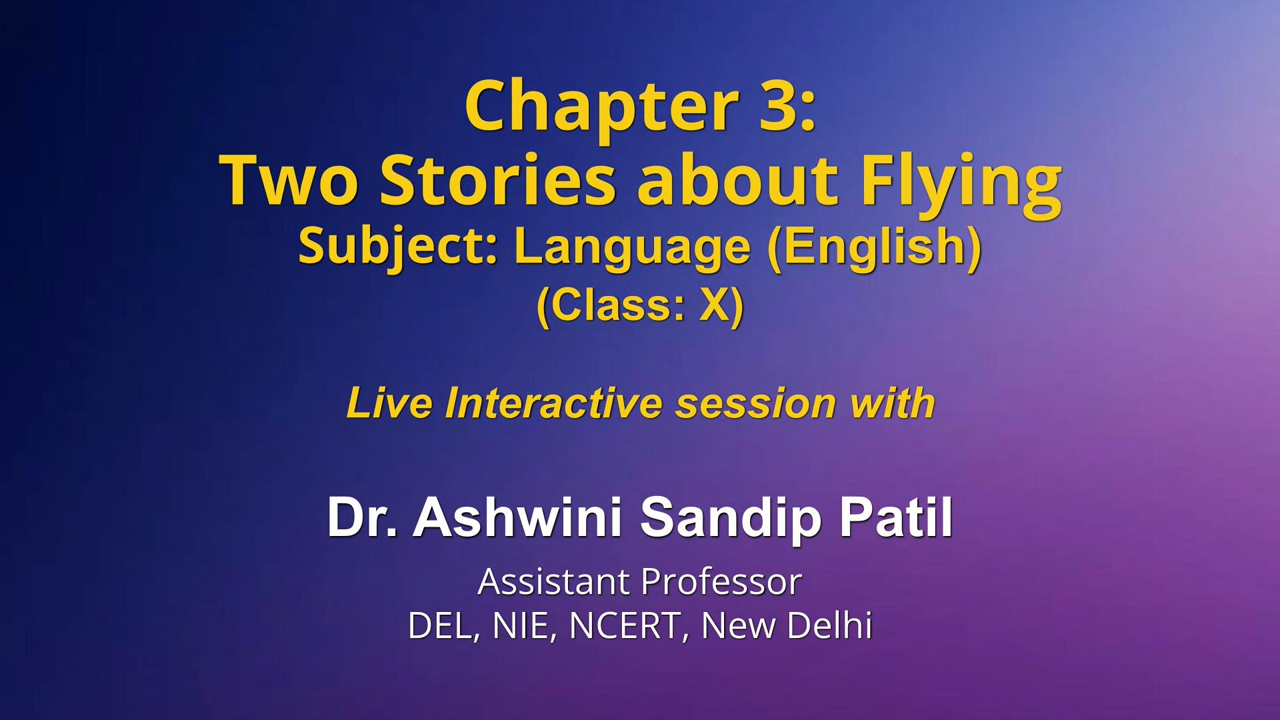 Chapter 3:
Two Stories about Flying
Subject: Language (English)
(Class: X)
Live Interactive session with
Dr. Ashwini Sandip Patil
Assistant Professor
DEL, NIE, NCERT, New Delhi